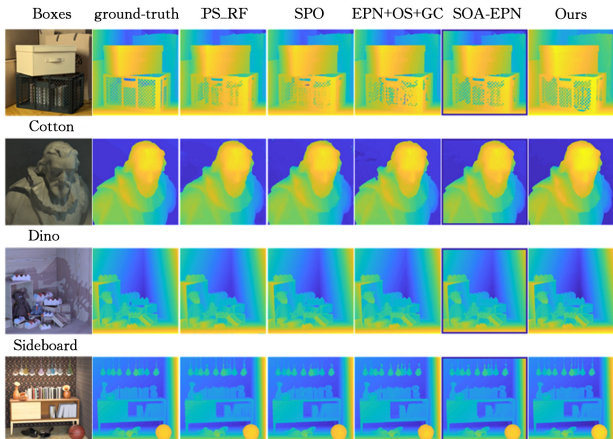 Boxes ground-truth PS_RF SPO EPN+OS+GC SOA-EPN Ours
Cotton
Dino
Sideboard